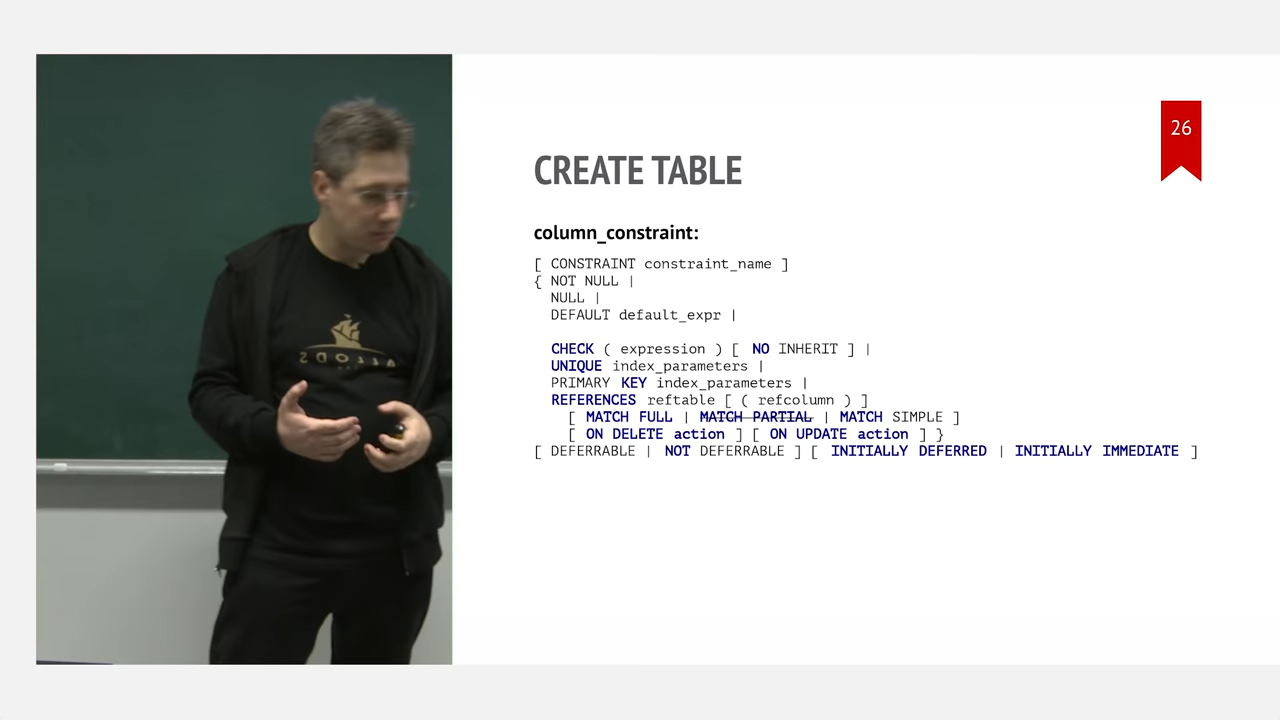 26
CREATE TABLE
column_constraint:
[ CONSTRAINT constraint_name ]
{ NOT NULL |
NULL |
DEFAULT default_expr |
CHECK ( expression ) [ NO INHERIT ] |
UNIQUE index_parameters |
PRIMARY KEY index_parameters |
REFERENCES reftable [ ( refcolumn ) ]
[ MATCH FULL | MATCH PARTIAL | MATCH SIMPLE ]
[ ON DELETE action ] [ ON UPDATE action ] }
[ DEFERRABLE | NOT DEFERRABLE ] [ INITIALLY DEFERRED | INITIALLY IMMEDIATE ]